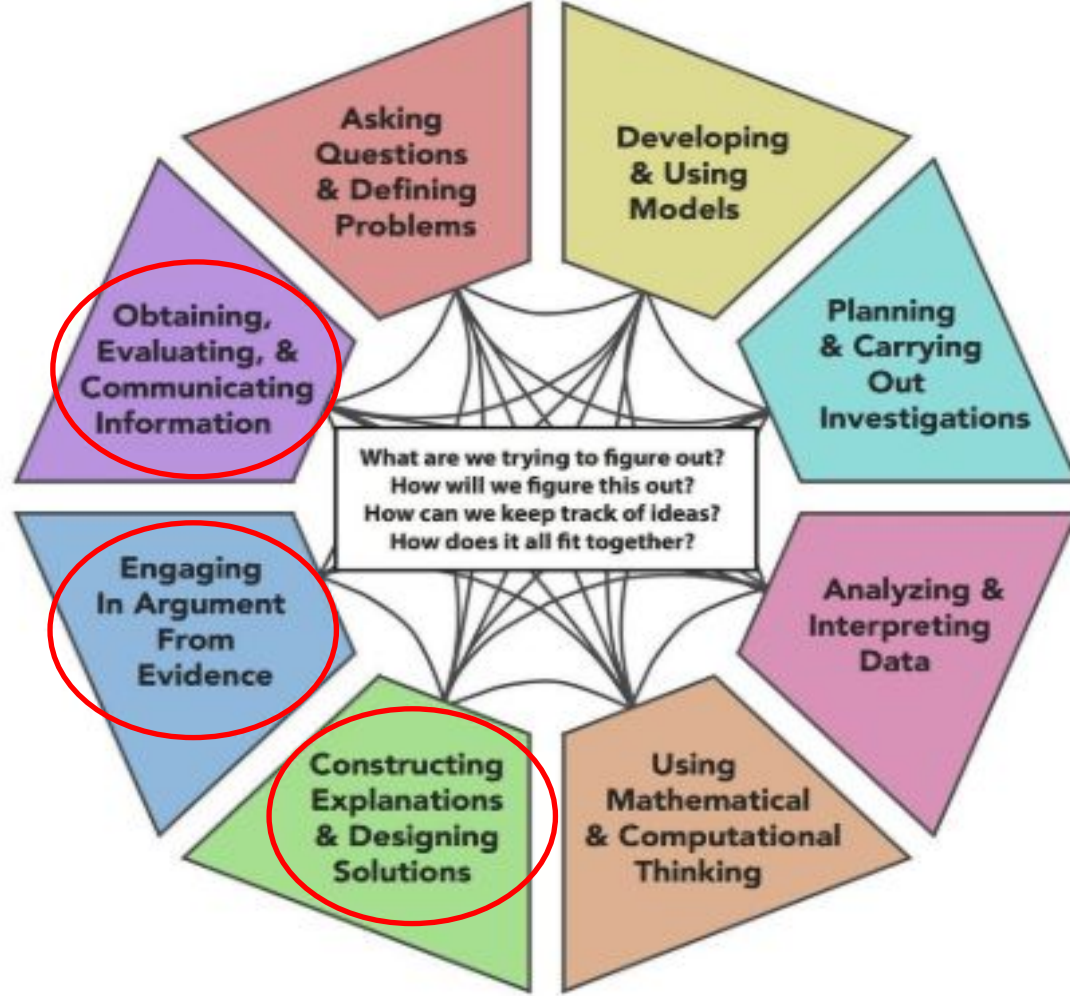 Asking
Questions
& Defining
Problems
Developing
& Using
Models
Planning
& Carrying
Out
Investigations
Analyzing &
Interpreting
Data
Using
Mathematical
& Computational
Thinking
Constructing
Explanations
& Designing
Solutions
Engaging
In Argument
From
Evidence
Obtaining,
Evaluating, &
Communicating
Information
What are we trying to figure out?
How will we figure this out?
How can we keep track of ideas?
How does it all fit together?